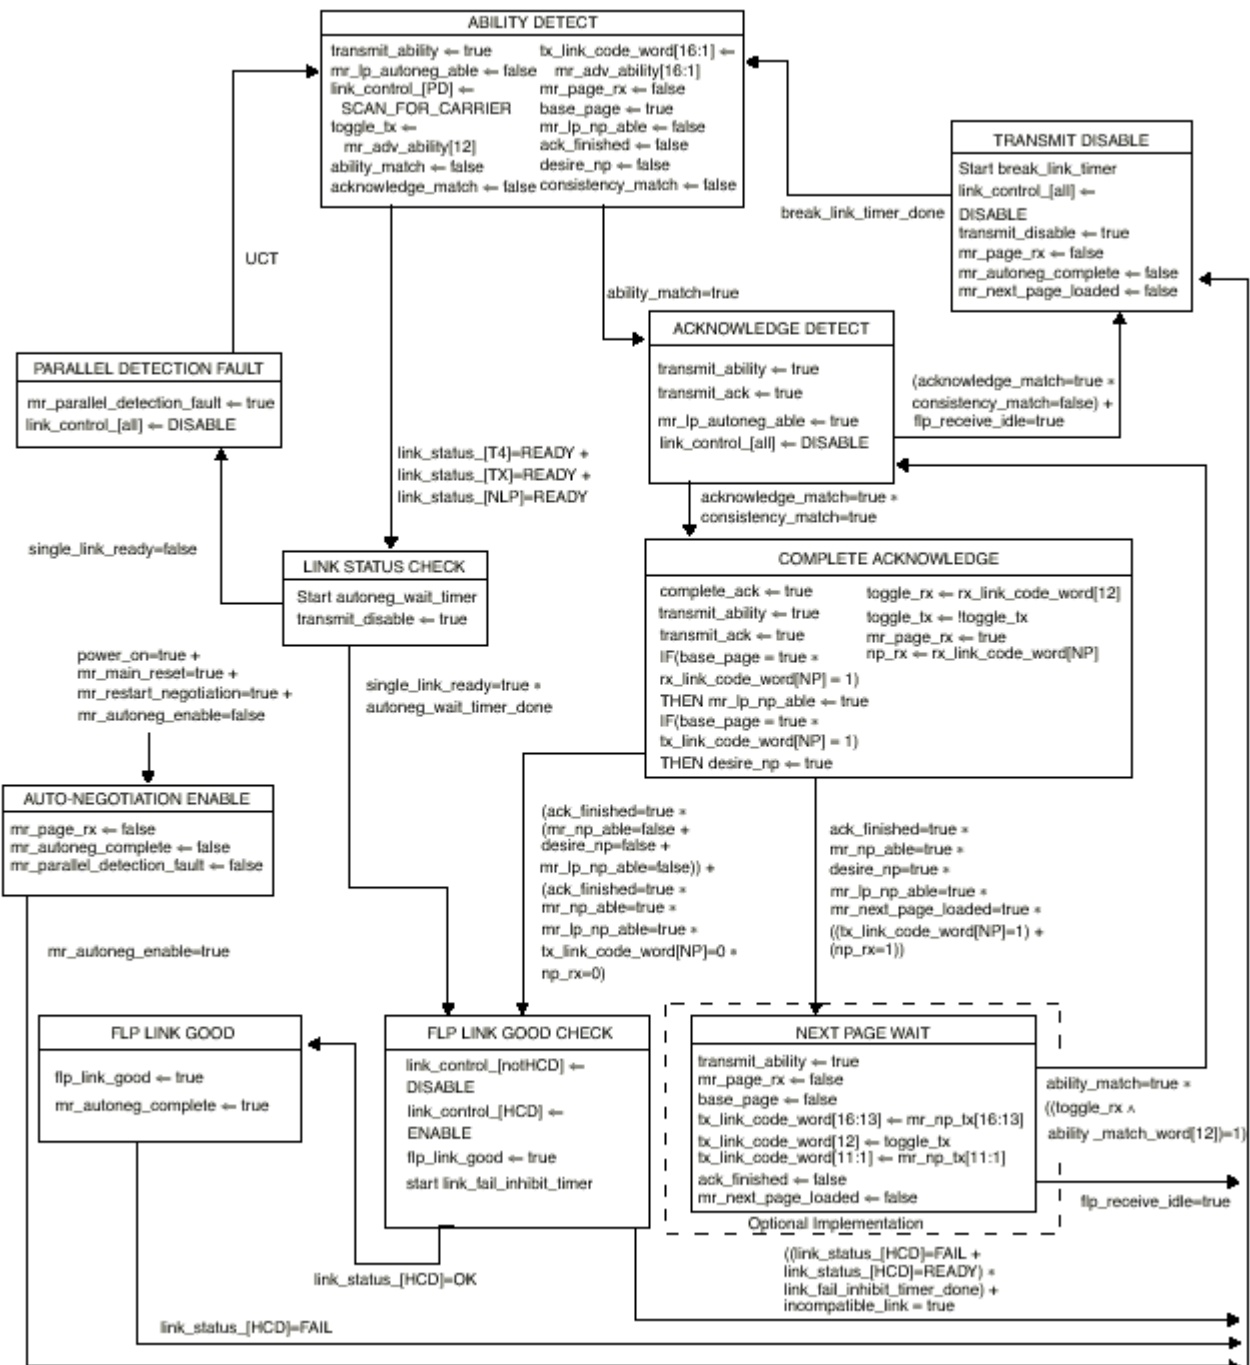 ABILITY DETECT
transmit_ability ⇐ true
mr_lp_autoneg_able ⇐ false
link_control_[PD] ⇐
SCAN_FOR_CARRIER
toggle_tx ⇐
mr_adv_ability[12]
ability_match ⇐ false
acknowledge_match ⇐ false
tx_link_code_word[16:1] ⇐
mr_adv_ability[16:1]
mr_page_rx ⇐ false
base_page ⇐ true
mr_lp_np_able ⇐ false
ack_finished ⇐ false
desire_np ⇐ false
consistency_match ⇐ false
TRANSMIT DISABLE
Start break_link_timer
link_control_[all] ⇐
DISABLE
transmit_disable ⇐ true
mr_page_rx ⇐ false
mr_autoneg_complete ⇐ false
mr_next_page_loaded ⇐ false
break_link_timer_done
UCT
ability_match=true
ACKNOWLEDGE DETECT
transmit_ability ⇐ true
transmit_ack ⇐ true
mr_lp_autoneg_able ⇐ true
link_control_[all] ⇐ DISABLE
(acknowledge_match=true *
consistency_match=false) +
flp_receive_idle=true
PARALLEL DETECTION FAULT
mr_parallel_detection_fault ⇐ true
link_control_[all] ⇐ DISABLE
link_status_[T4]=READY +
link_status_[TX]=READY +
link_status_[NLP]=READY
acknowledge_match=true *
consistency_match=true
single_link_ready=false
LINK STATUS CHECK
Start autoneg_wait_timer
transmit_disable ⇐ true
COMPLETE ACKNOWLEDGE
complete_ack ⇐ true
transmit_ability ⇐ true
transmit_ack ⇐ true
IF(base_page = true *
rx_link_code_word[NP] = 1)
THEN mr_lp_np_able ⇐ true
IF(base_page = true *
tx_link_code_word[NP] = 1)
THEN desire_np ⇐ true
toggle_rx ⇐ rx_link_code_word[12]
toggle_tx ⇐ !toggle_tx
mr_page_rx ⇐ true
np_rx ⇐ rx_link_code_word[NP]
power_on=true +
mr_main_reset=true +
mr_restart_negotiation=true +
mr_autoneg_enable=false
single_link_ready=true *
autoneg_wait_timer_done
AUTO-NEGOTIATION ENABLE
mr_page_rx ⇐ false
mr_autoneg_complete ⇐ false
mr_parallel_detection_fault ⇐ false
(ack_finished=true *
(mr_np_able=false +
desire_np=false +
mr_lp_np_able=false)) +
(ack_finished=true *
mr_np_able=true *
mr_lp_np_able=true *
tx_link_code_word[NP]=0 *
np_rx=0)
ack_finished=true *
mr_np_able=true *
desire_np=true *
mr_lp_np_able=true *
mr_next_page_loaded=true *
((tx_link_code_word[NP]=1) +
(np_rx=1))
mr_autoneg_enable=true
FLP LINK GOOD
flp_link_good ⇐ true
mr_autoneg_complete ⇐ true
FLP LINK GOOD CHECK
link_control_[notHCD] ⇐
DISABLE
link_control_[HCD] ⇐
ENABLE
flp_link_good ⇐ true
start link_fail_inhibit_timer
NEXT PAGE WAIT
transmit_ability ⇐ true
mr_page_rx ⇐ false
base_page ⇐ false
tx_link_code_word[16:13] ⇐ mr_np_tx[16:13]
tx_link_code_word[12] ⇐ toggle_tx
tx_link_code_word[11:1] ⇐ mr_np_tx[11:1]
ack_finished ⇐ false
mr_next_page_loaded ⇐ false
Optional Implementation
ability_match=true *
((toggle_rx ∧
ability _match_word[12])=1)
flp_receive_idle=true
link_status_[HCD]=OK
((link_status_[HCD]=FAIL +
link_status_[HCD]=READY) *
link_fail_inhibit_timer_done) +
incompatible_link = true
link_status_[HCD]=FAIL